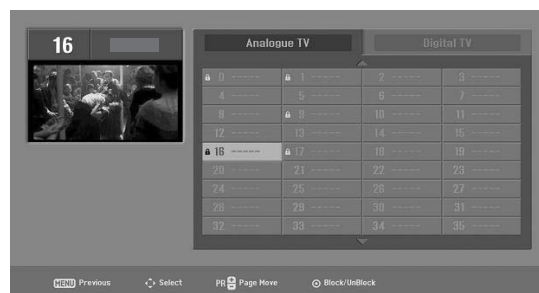 16
Analogue TV Digital TV
0 ----- 1 ----- 2 ----- 3 -----
4 ----- 5 ----- 6 ----- 7 -----
8 ----- 9 ----- 10 ----- 11 -----
12 ----- 13 ----- 14 ----- 15 -----
16 ----- 17 ----- 18 ----- 19 -----
20 ----- 21 ----- 22 ----- 23 -----
24 ----- 25 ----- 26 ----- 27 -----
28 ----- 29 ----- 30 ----- 31 -----
32 ----- 33 ----- 34 ----- 35 -----
MENU Previous Select PR + - Page Move Block/UnBlock